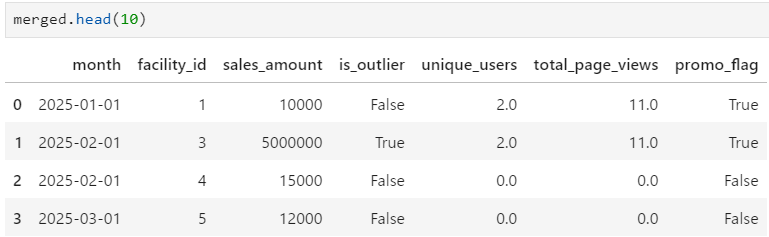 merged.head(10)
month facility_id sales_amount is_outlier unique_users total_page_views promo_flag
0 2025-01-01 1 10000 False 2.0 11.0 True
1 2025-02-01 3 5000000 True 2.0 11.0 True
2 2025-02-01 4 15000 False 0.0 0.0 False
3 2025-03-01 5 12000 False 0.0 0.0 False